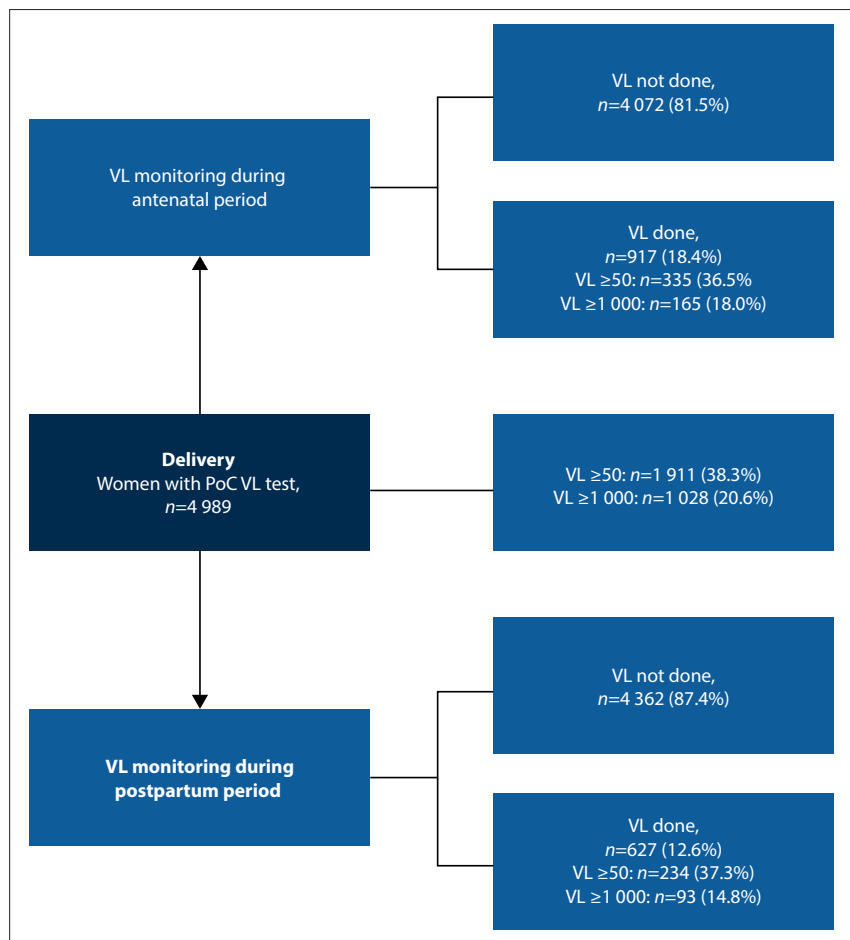 VL not done,
n=4 072 (81.5%)
VL monitoring during
antenatal period
VL done,
n=917 (18.4%)
VL ≥50: n=335 (36.5%
VL ≥1 000: n=165 (18.0%)
Delivery
Women with PoC VL test,
n=4 989
VL ≥50: n=1 911 (38.3%)
VL ≥1 000: n=1 028 (20.6%)
VL not done,
n=4 362 (87.4%)
VL monitoring during
postpartum period
VL done,
n=627 (12.6%)
VL ≥50: n=234 (37.3%)
VL ≥1 000: n=93 (14.8%)